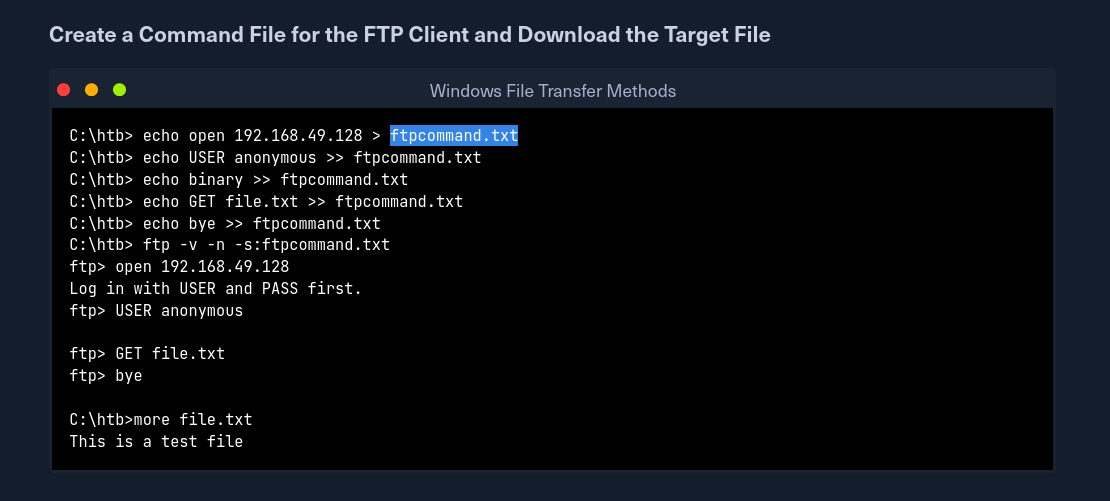 Create a Command File for the FTP Client and Download the Target File
Windows File Transfer Methods
C:\htb> echo open 192.168.49.128 > ftpcommand.txt
C:\htb> echo USER anonymous >> ftpcommand.txt
C:\htb> echo binary >> ftpcommand.txt
C:\htb> echo GET file.txt >> ftpcommand.txt
C:\htb> echo bye >> ftpcommand.txt
C:\htb> ftp -v -n -s:ftpcommand.txt
ftp> open 192.168.49.128
Log in with USER and PASS first.
ftp> USER anonymous
ftp> GET file.txt
ftp> bye
C:\htb>more file.txt
This is a test file